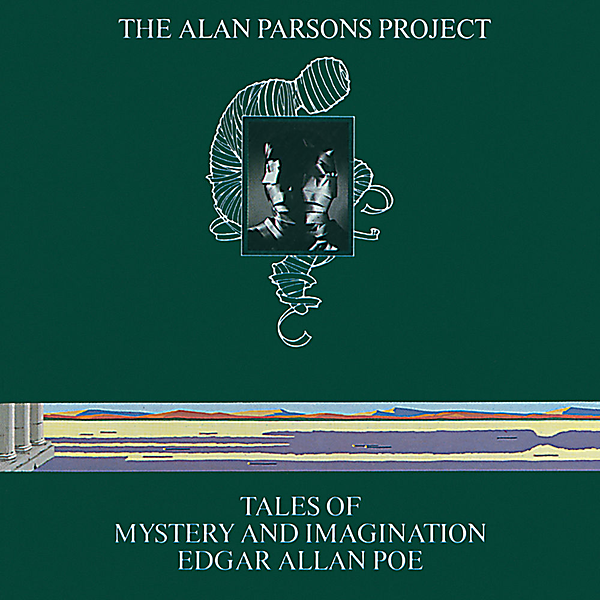 THE ALAN PARSONS PROJECT
TALES OF
MYSTERY AND IMAGINATION
EDGAR ALLAN POE